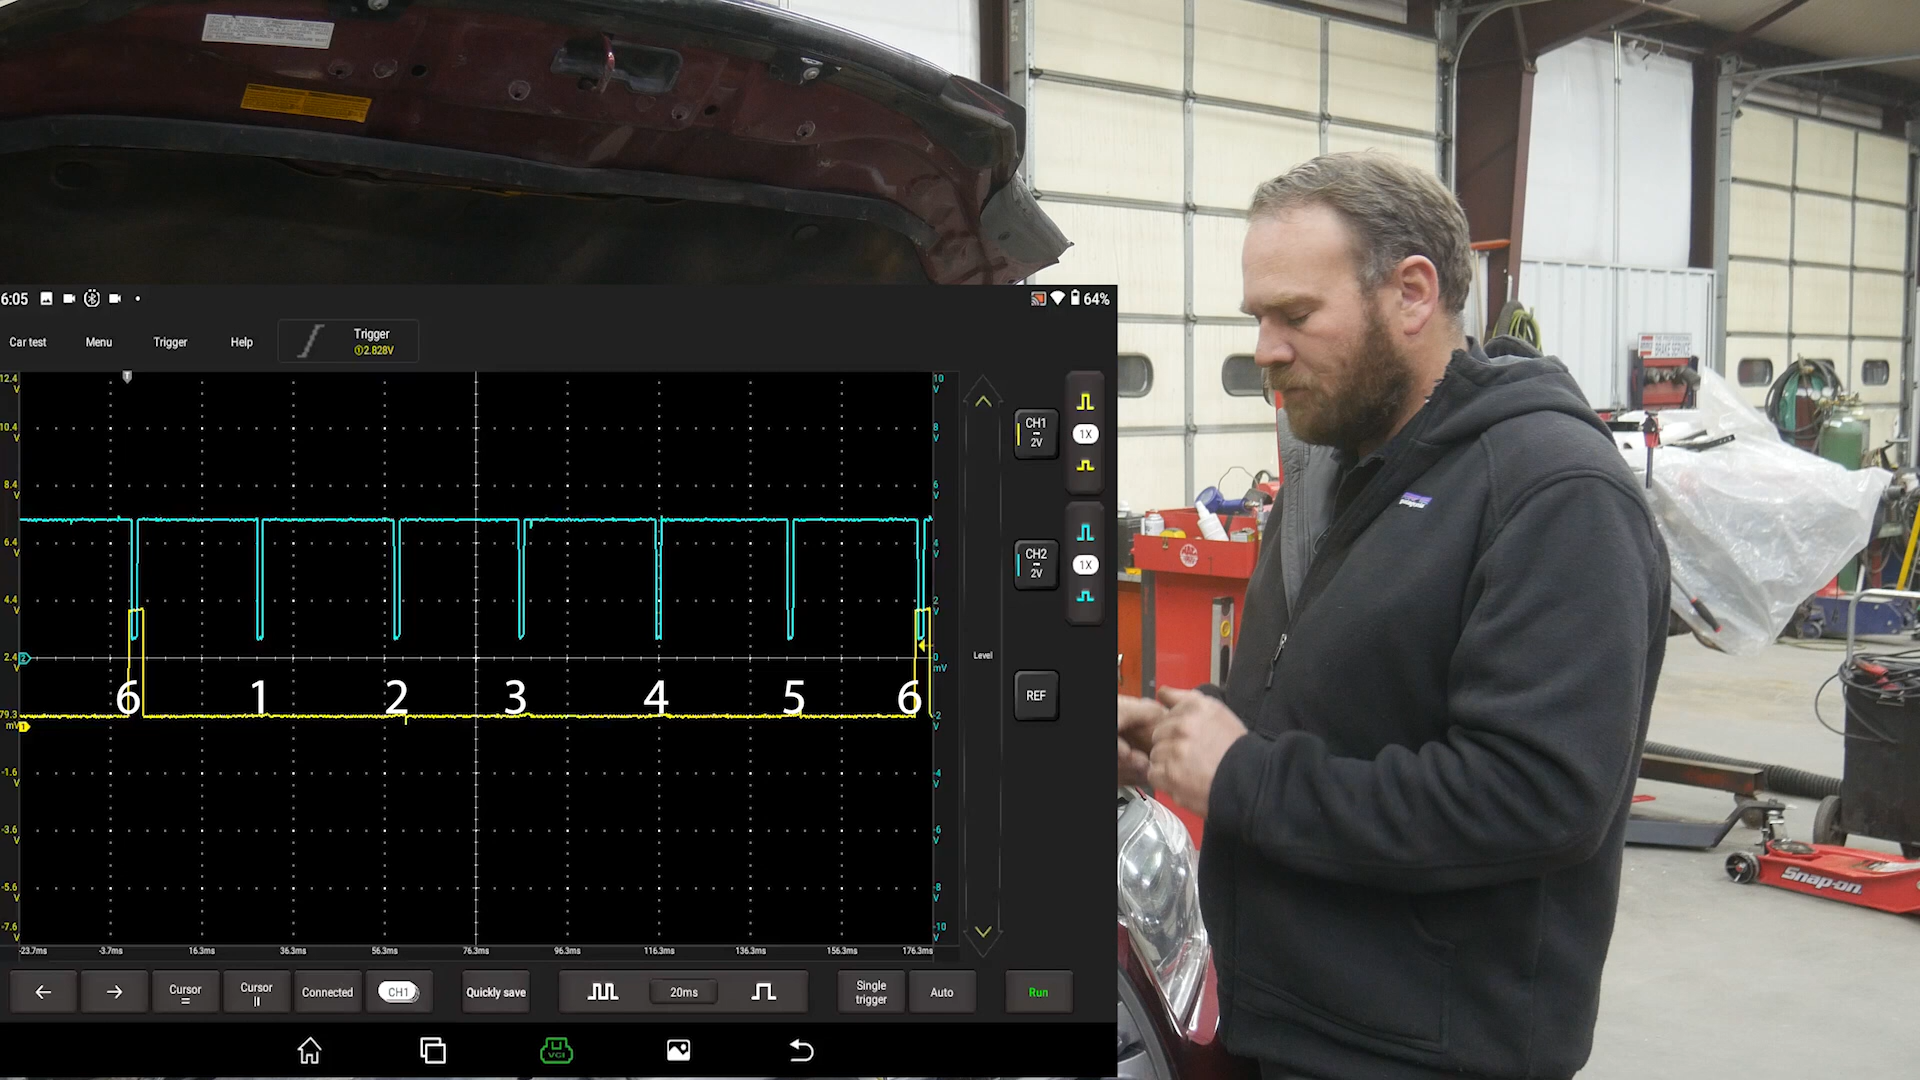 6:05
64%
Car test Menu Trigger Help
Trigger
①2.828V
12.4
V
10.4
V
8.4
V
6.4
V
4.4
V
2.4
V
79.3
mV
-1.6
V
-3.6
V
-5.6
V
-7.6
V
10
V
8
V
6
V
4
V
2
V
0
mV
-2
V
-4
V
-6
V
-8
V
-10
V
T
2
1
6 1 2 3 4 5 6
-23.7ms -3.7ms 16.3ms 36.3ms 56.3ms 76.3ms 96.3ms 116.3ms 136.3ms 156.3ms 176.3ms
CH1
2V
1X
CH2
2V
1X
Level
REF
← → Cursor = Cursor || Connected CH1 Quickly save 20ms Single trigger Auto Run
VCI
patagonia
BRAKE SERVICE
Snap-on